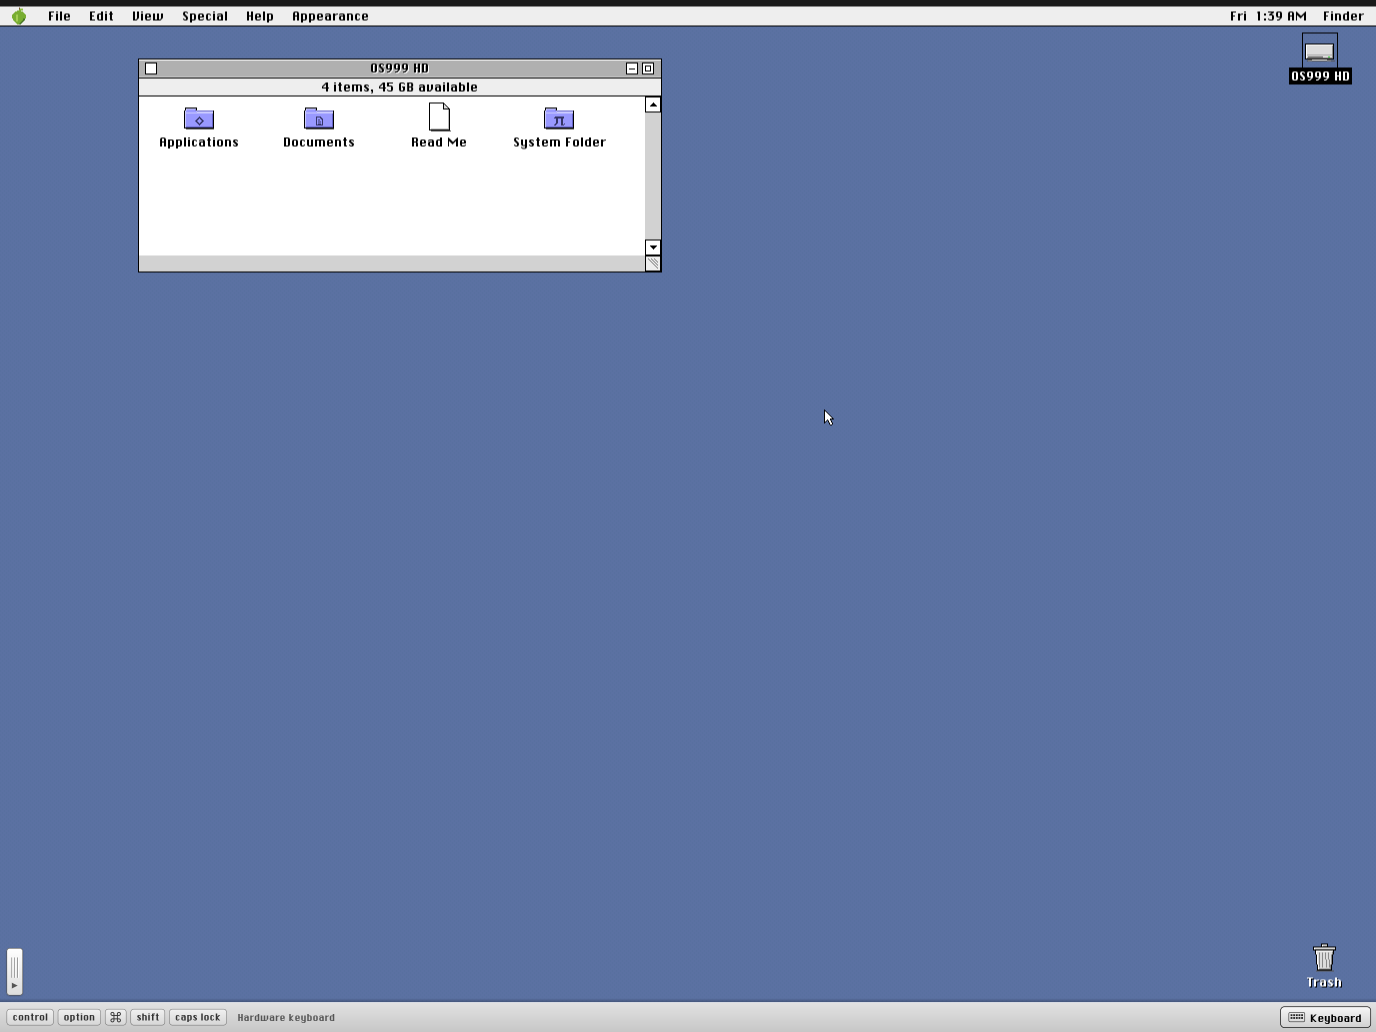 File Edit View Special Help Appearance Fri 1:39 AM Finder
OS999 HD
OS999 HD
4 items, 45 GB available
Applications Documents Read Me System Folder
Trash
control option ⌘ shift caps lock Hardware keyboard Keyboard